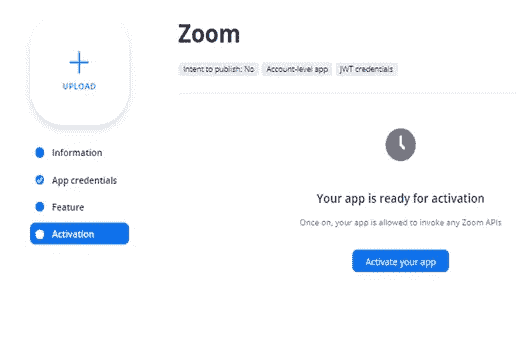 Zoom
Intent to publish: No Account-level app JWT credentials
UPLOAD
Information
App credentials
Feature
Activation
Your app is ready for activation
Once on, your app is allowed to invoke any Zoom APIs
Activate your app